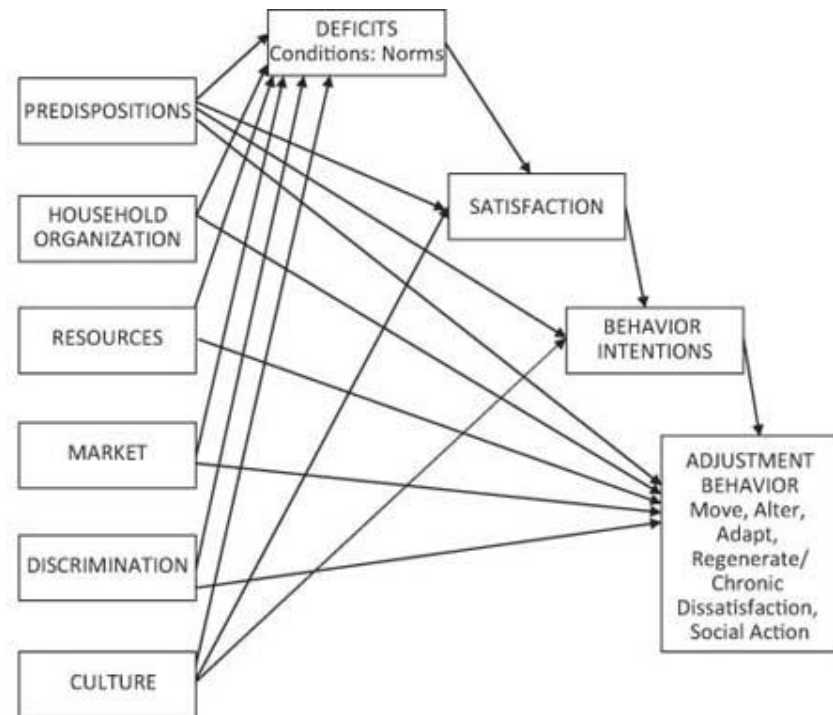 DEFICITS
Conditions: Norms
PREDISPOSITIONS
HOUSEHOLD
ORGANIZATION
SATISFACTION
RESOURCES
BEHAVIOR
INTENTIONS
MARKET
ADJUSTMENT
BEHAVIOR
Move, Alter,
Adapt,
Regenerate/
Chronic
Dissatisfaction,
Social Action
DISCRIMINATION
CULTURE